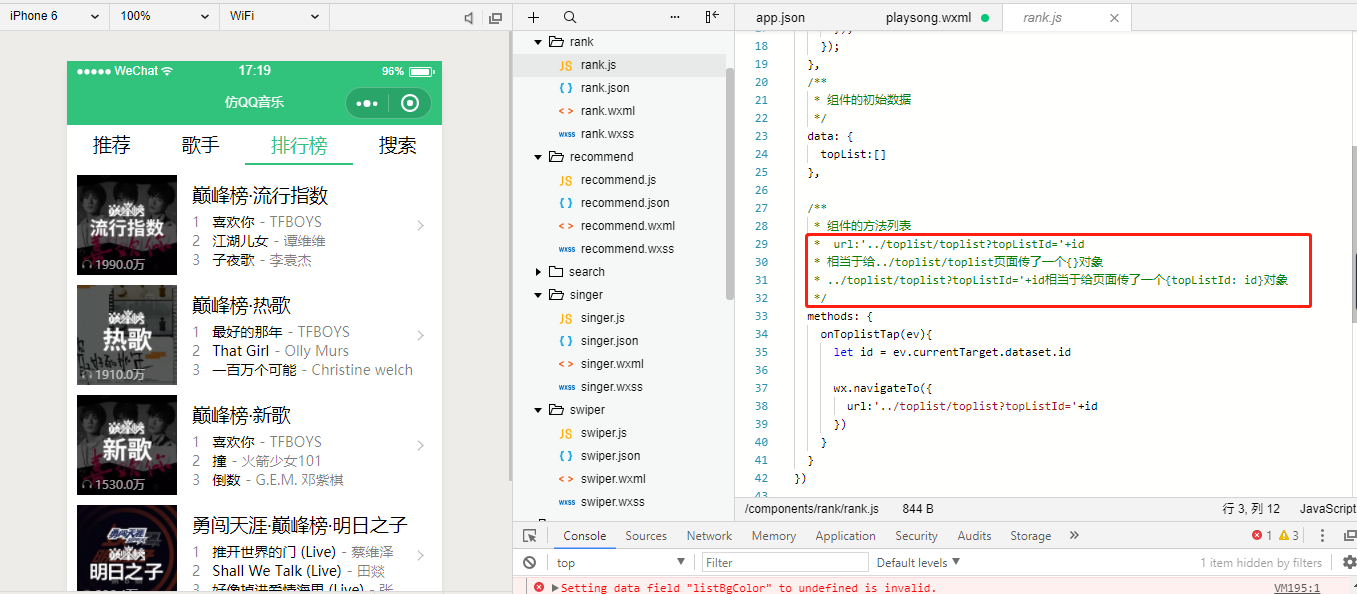 iPhone 6
100%
WiFi
WeChat
17:19
96%
仿QQ音乐
推荐
歌手
排行榜
搜索
巅峰榜
流行指数
1990.0万
巅峰榜·流行指数
1 喜欢你 - TFBOYS
2 江湖儿女 - 谭维维
3 子夜歌 - 李袁杰
巅峰榜
热歌
1910.0万
巅峰榜·热歌
1 最好的那年 - TFBOYS
2 That Girl - Olly Murs
3 一百万个可能 - Christine welch
巅峰榜
新歌
1530.0万
巅峰榜·新歌
1 喜欢你 - TFBOYS
2 撞 - 火箭少女101
3 倒数 - G.E.M. 邓紫棋
巅峰榜
明日之子
勇闯天涯·巅峰榜·明日之子
1 推开世界的门 (Live) - 蔡维泽
2 Shall We Talk (Live) - 田燚
rank
JS rank.js
{ } rank.json
< > rank.wxml
wxss rank.wxss
recommend
JS recommend.js
{ } recommend.json
< > recommend.wxml
wxss recommend.wxss
search
singer
JS singer.js
{ } singer.json
< > singer.wxml
wxss singer.wxss
swiper
JS swiper.js
{ } swiper.json
< > swiper.wxml
wxss swiper.wxss
app.json
playsong.wxml
rank.js
18 });
19 },
20 /**
21 * 组件的初始数据
22 */
23 data: {
24 topList:[]
25 },
26
27 /**
28 * 组件的方法列表
29 * url:'../toplist/toplist?topListId='+id
30 * 相当于给../toplist/toplist页面传了一个{}对象
31 * ../toplist/toplist?topListId='+id相当于给页面传了一个{topListId: id}对象
32 */
33 methods: {
34 onToplistTap(ev){
35 let id = ev.currentTarget.dataset.id
36
37 wx.navigateTo({
38 url:'../toplist/toplist?topListId='+id
39 })
40 }
41 }
42 })
43
/components/rank/rank.js
844 B
行 3, 列 12
JavaScript
Console
Sources
Network
Memory
Application
Security
Audits
Storage
1
3
top
Filter
Default levels
1 item hidden by filters
Setting data field "listBgColor" to undefined is invalid.
VM195:1